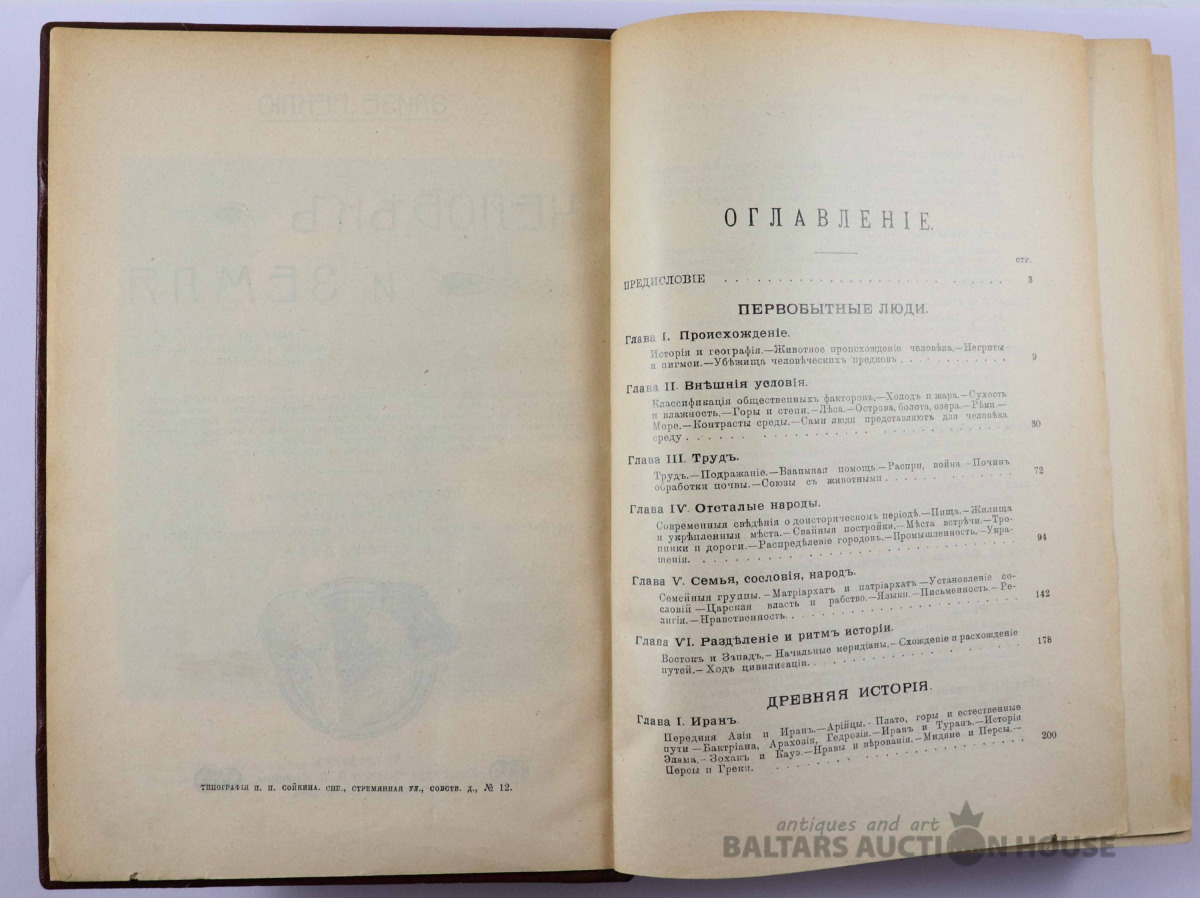 ЭЛИЗЕ РЕКЛЮ
ЧЕЛОВѢКЪ
И ЗЕМЛЯ
ТИПОГРАФІЯ П. П. СОЙКИНА. СПБ., СТРЕМЯННАЯ УЛ., СОБСТВ. Д., № 12.
ОГЛАВЛЕНІЕ.
СТР.
ПРЕДИСЛОВІЕ . . . . . . . . . . 3
ПЕРВОБЫТНЫЕ ЛЮДИ.
Глава I. Происхожденіе.
Исторія и географія.—Животное происхожденіе человѣка.—Негриты
и пигмеи.—Убѣжища человѣческихъ предковъ . . . . . . . . . . 9
Глава II. Внѣшнія условія.
Классификація общественныхъ факторовъ.—Холодъ и жара.—Сухость
и влажность.—Горы и степи.—Лѣса.—Острова, болота, озера.—Рѣки.—
Море.—Контрасты среды.—Сами люди представляютъ для человѣка
среду . . . . . . . . . . 30
Глава III. Трудъ.
Трудъ.—Подражаніе.—Взаимная помощь.—Распри, война—Починъ
обработки почвы.—Союзы съ животными . . . . . . . . . . 72
Глава IV. Отсталые народы.
Современныя свѣдѣнія о доисторическомъ періодѣ.—Пища.—Жилища
и укрѣпленныя мѣста.—Свайныя постройки.—Мѣста встрѣчи.—Тро-
пинки и дороги.—Распредѣленіе городовъ.—Промышленность.—Укра-
шенія. . . . . . . . . . 94
Глава V. Семья, сословія, народъ.
Семейныя группы.—Матріархатъ и патріархатъ—Установленіе со-
словій—Царская власть и рабство.—Языки.—Письменность.—Ре-
лигія.—Нравственность. . . . . . . . . . 142
Глава VI. Раздѣленіе и ритмъ исторіи.
Востокъ и Западъ.—Начальные меридіаны.—Схожденіе и расхожденіе
путей.—Ходъ цивилизаціи. . . . . . . . . . 178
ДРЕВНЯЯ ИСТОРІЯ.
Глава I. Иранъ.
Передняя Азія и Иранъ.—Арійцы.—Плато, горы и естественные
пути—Бактріана, Арахозія, Гедрозія.—Иранъ и Туранъ.—Исторія
Элама.—Зохакъ и Кауэ.—Нравы и вѣрованія.—Мидяне и Персы.—
Персы и Греки. . . . . . . . . . 200
antiques and art
BALTARS AUCTION HOUSE